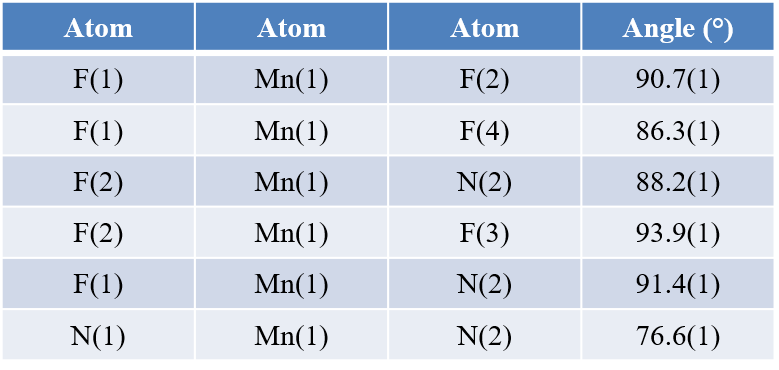 Atom Atom Atom Angle (°)
F(1) Mn(1) F(2) 90.7(1)
F(1) Mn(1) F(4) 86.3(1)
F(2) Mn(1) N(2) 88.2(1)
F(2) Mn(1) F(3) 93.9(1)
F(1) Mn(1) N(2) 91.4(1)
N(1) Mn(1) N(2) 76.6(1)